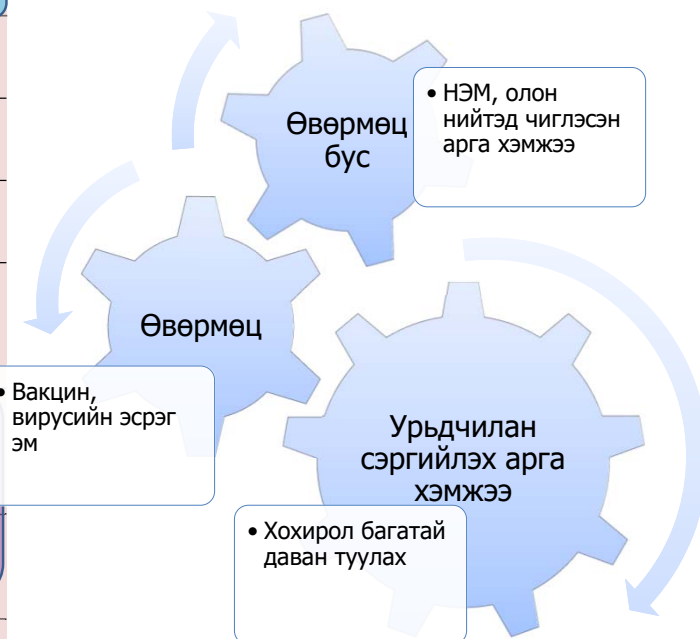 Өвөрмөц
бус
• НЭМ, олон
нийтэд чиглэсэн
арга хэмжээ
Өвөрмөц
• Вакцин,
вирусийн эсрэг
эм
Урьдчилан
сэргийлэх арга
хэмжээ
• Хохирол багатай
даван туулах